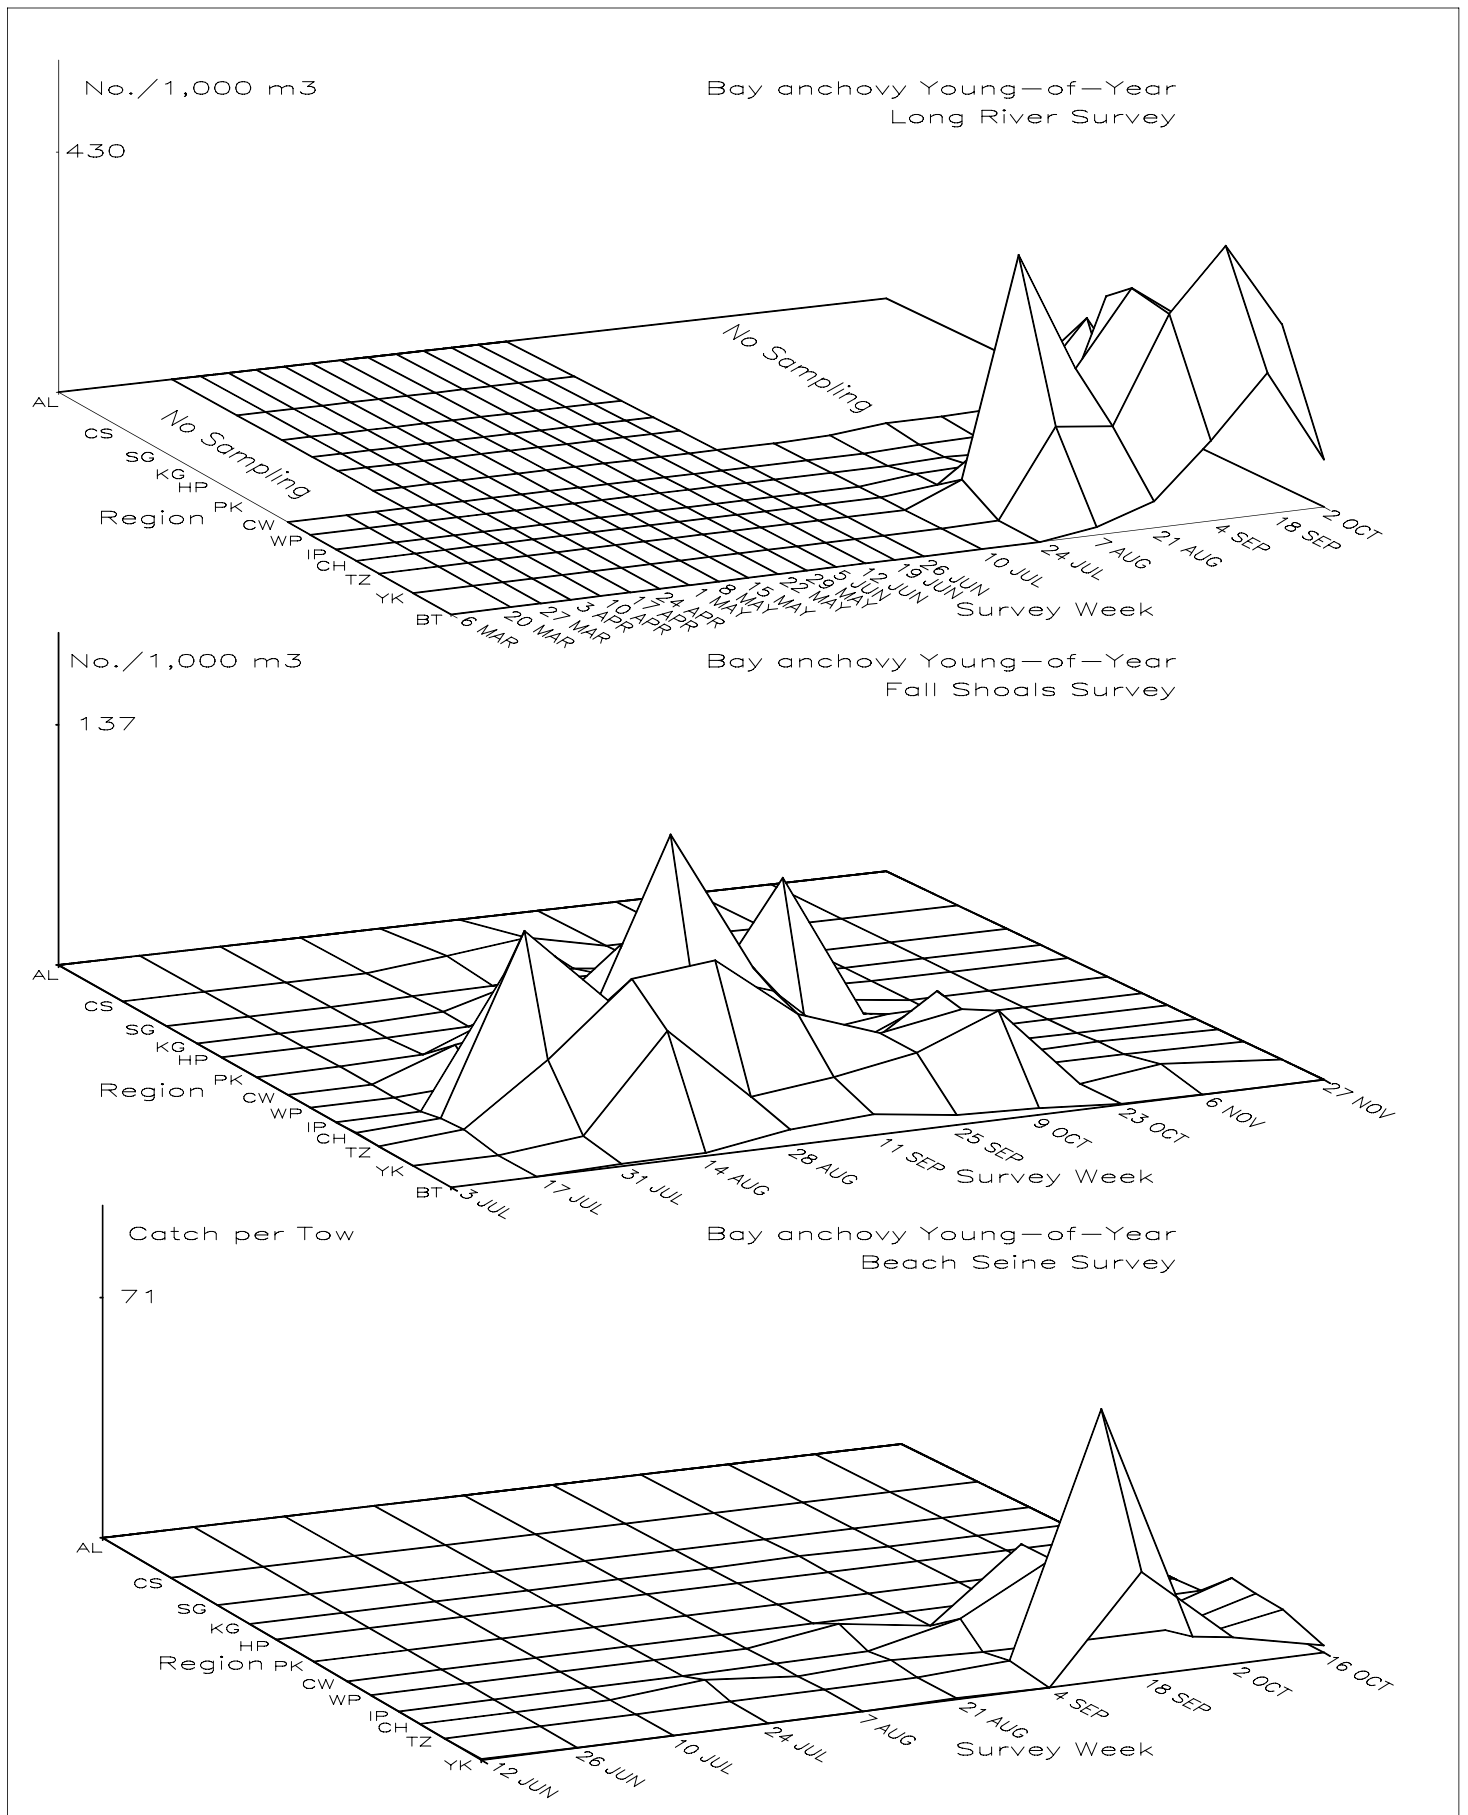 No./1,000 m3
Bay anchovy Young-of-Year
Long River Survey
430
No Sampling
No Sampling
AL
CS
SG
KG
HP
PK
CW
WP
IP
CH
TZ
YK
BT
Region
6 MAR
20 MAR
27 MAR
3 APR
10 APR
17 APR
24 APR
1 MAY
8 MAY
15 MAY
22 MAY
29 MAY
5 JUN
12 JUN
19 JUN
26 JUN
10 JUL
24 JUL
7 AUG
21 AUG
4 SEP
18 SEP
2 OCT
Survey Week
No./1,000 m3
Bay anchovy Young-of-Year
Fall Shoals Survey
137
AL
CS
SG
KG
HP
PK
CW
WP
IP
CH
TZ
YK
BT
Region
3 JUL
17 JUL
31 JUL
14 AUG
28 AUG
11 SEP
25 SEP
9 OCT
23 OCT
6 NOV
27 NOV
Survey Week
Catch per Tow
Bay anchovy Young-of-Year
Beach Seine Survey
71
AL
CS
SG
KG
HP
PK
CW
WP
IP
CH
TZ
YK
Region
12 JUN
26 JUN
10 JUL
24 JUL
7 AUG
21 AUG
4 SEP
18 SEP
2 OCT
16 OCT
Survey Week